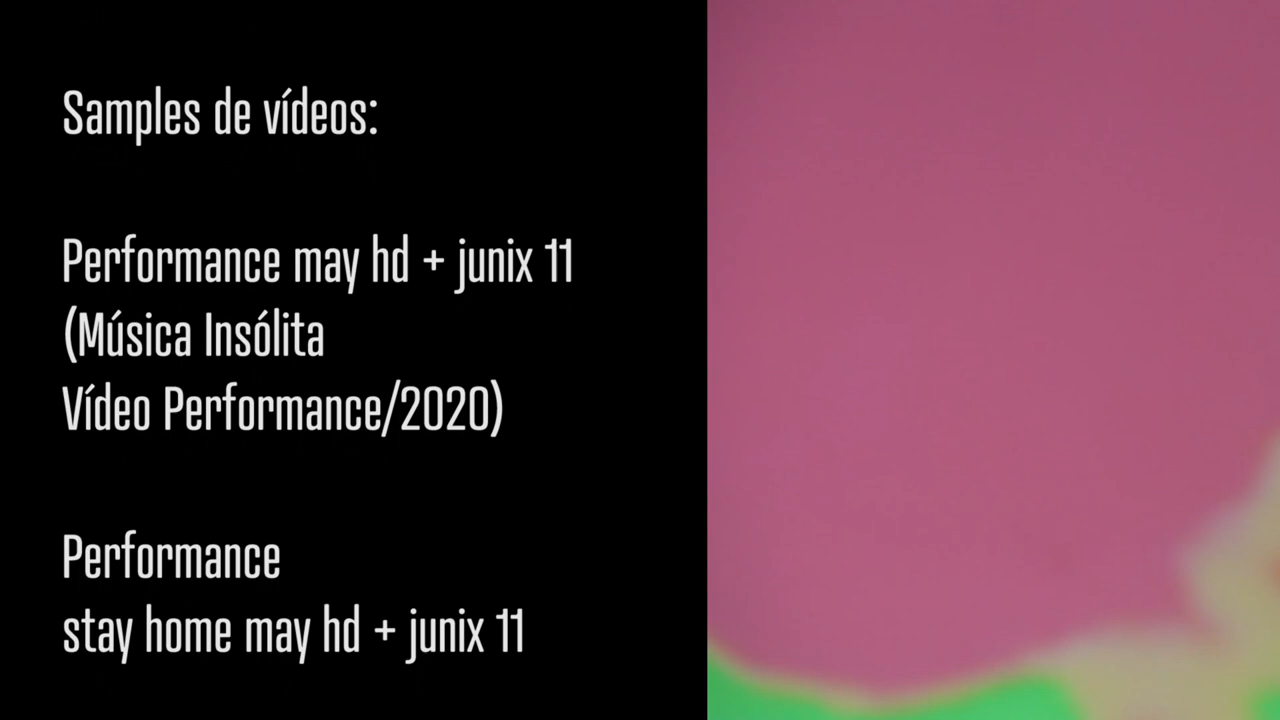 Samples de vídeos:
Performance may hd + junix 11
(Música Insólita
Vídeo Performance/2020)
Performance
stay home may hd + junix 11